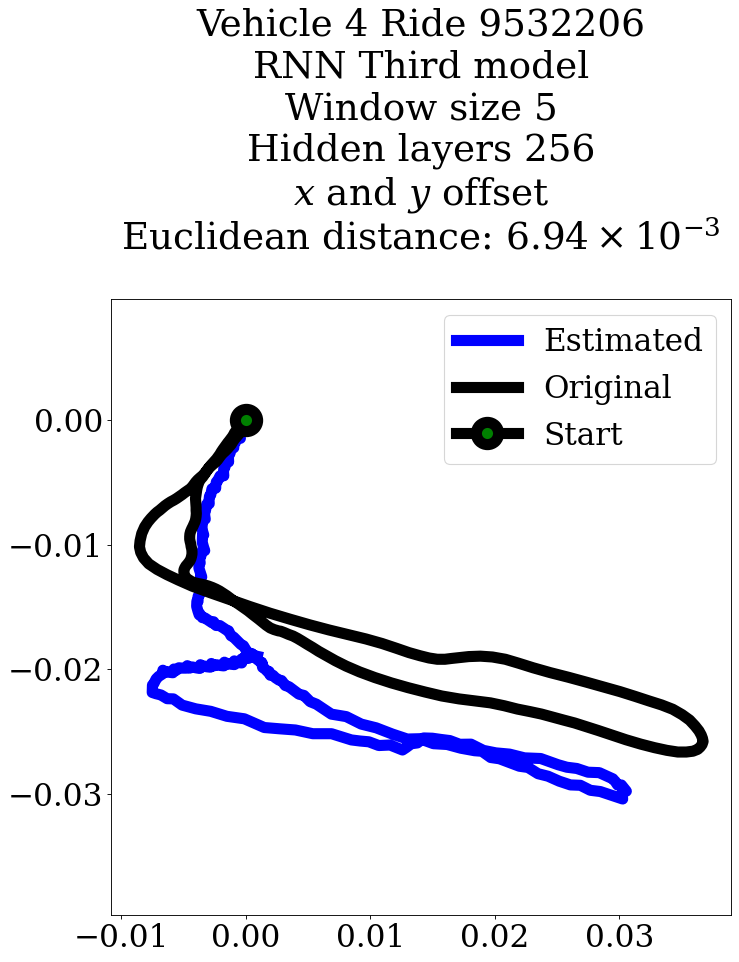 Vehicle 4 Ride 9532206
RNN Third model
Window size 5
Hidden layers 256
x and y offset
Euclidean distance: 6.94 × 10⁻³
Estimated
Original
Start
0.00
−0.01
−0.02
−0.03
−0.01 0.00 0.01 0.02 0.03